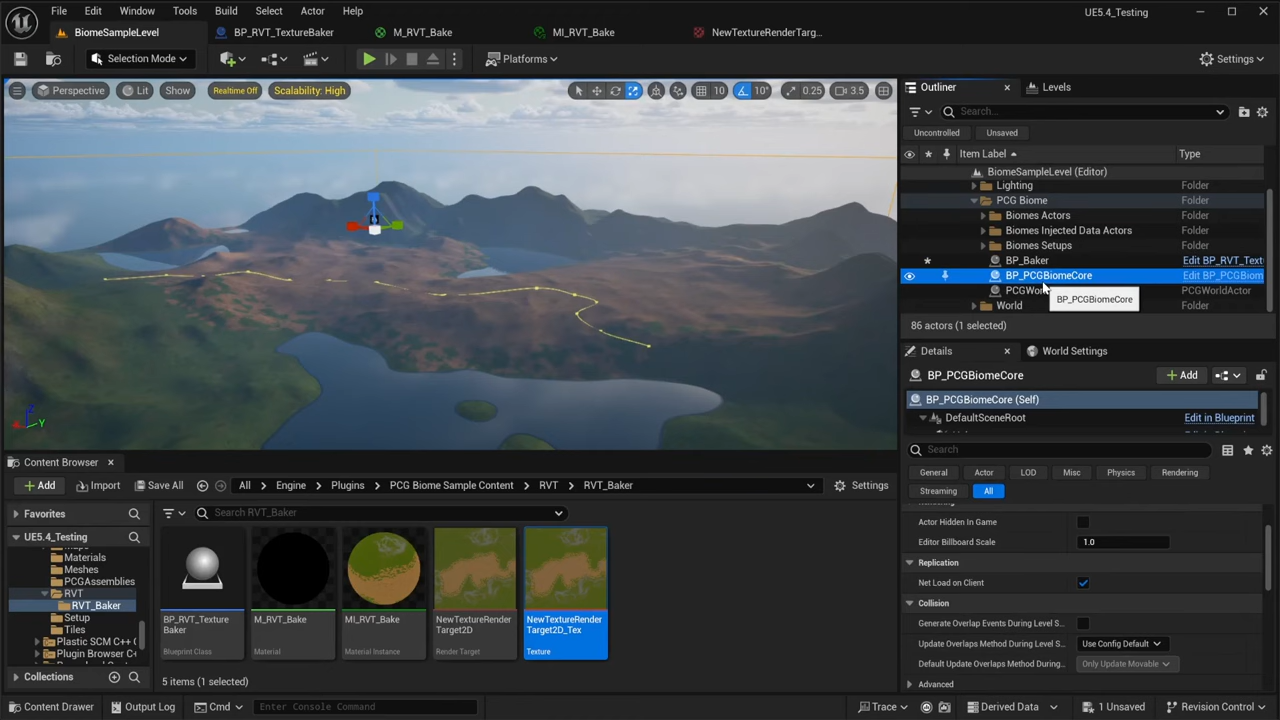 File Edit Window Tools Build Select Actor Help
UE5.4_Testing
BiomeSampleLevel BP_RVT_TextureBaker M_RVT_Bake MI_RVT_Bake NewTextureRenderTarg...
Selection Mode Platforms Settings
Perspective Lit Show Realtime Off Scalability: High 10 10° 0.25 3.5
Outliner Levels
Search...
Uncontrolled Unsaved
Item Label Type
BiomeSampleLevel (Editor)
Lighting Folder
PCG Biome Folder
Biomes Actors Folder
Biomes Injected Data Actors Folder
Biomes Setups Folder
BP_Baker Edit BP_RVT_Text
BP_PCGBiomeCore Edit BP_PCGBiom
PCGWo PCGWorldActor
BP_PCGBiomeCore
World Folder
86 actors (1 selected)
Details World Settings
BP_PCGBiomeCore Add
BP_PCGBiomeCore (Self)
DefaultSceneRoot Edit in Blueprint
Search
General Actor LOD Misc Physics Rendering
Streaming All
Actor Hidden In Game
Editor Billboard Scale 1.0
Replication
Net Load on Client
Collision
Generate Overlap Events During Level S...
Update Overlaps Method During Level S... Use Config Default
Default Update Overlaps Method During... Only Update Movable
Advanced
Z
Y
Content Browser
Add Import Save All All Engine Plugins PCG Biome Sample Content RVT RVT_Baker Settings
Favorites
Search RVT_Baker
UE5.4_Testing
Materials
Meshes
PCGAssemblies
RVT
RVT_Baker
Setup
Tiles
Plastic SCM C++ C
Plugin Browser C+
Collections
BP_RVT_Texture
Baker
Blueprint Class
M_RVT_Bake
Material
MI_RVT_Bake
Material Instance
NewTextureRender
Target2D
Render Target
NewTextureRender
Target2D_Tex
Texture
5 items (1 selected)
Content Drawer Output Log Cmd Enter Console Command Trace Derived Data 1 Unsaved Revision Control